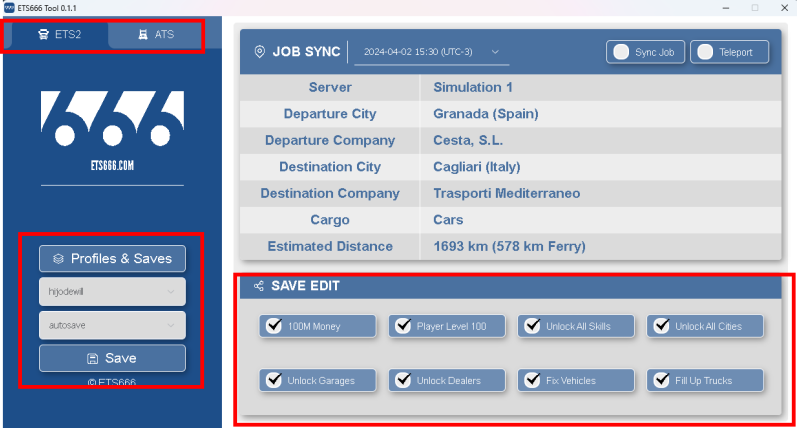 ETS666 Tool 0.1.1
ETS2 ATS
666
ETS666.COM
Profiles & Saves
hijodewill
autosave
Save
© ETS666
JOB SYNC 2024-04-02 15:30 (UTC-3) Sync Job Teleport
Server Simulation 1
Departure City Granada (Spain)
Departure Company Cesta, S.L.
Destination City Cagliari (Italy)
Destination Company Trasporti Mediterraneo
Cargo Cars
Estimated Distance 1693 km (578 km Ferry)
SAVE EDIT
100M Money Player Level 100 Unlock All Skills Unlock All Cities
Unlock Garages Unlock Dealers Fix Vehicles Fill Up Trucks